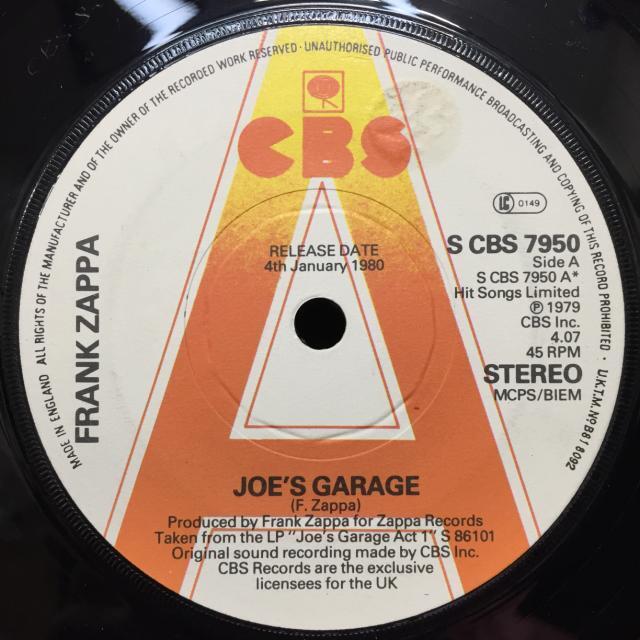 MADE IN ENGLAND ALL RIGHTS OF THE MANUFACTURER AND OF THE OWNER OF THE RECORDED WORK RESERVED · UNAUTHORISED PUBLIC PERFORMANCE BROADCASTING AND COPYING OF THIS RECORD PROHIBITED · U.K.T.M. Nº B618092
CBS
FRANK ZAPPA
RELEASE DATE
4th January 1980
LC 0149
S CBS 7950
Side A
S CBS 7950 A*
Hit Songs Limited
℗ 1979
CBS Inc.
4.07
45 RPM
STEREO
MCPS/BIEM
JOE'S GARAGE
(F. Zappa)
Produced by Frank Zappa for Zappa Records
Taken from the LP "Joe's Garage Act 1" S 86101
Original sound recording made by CBS Inc.
CBS Records are the exclusive
licensees for the UK